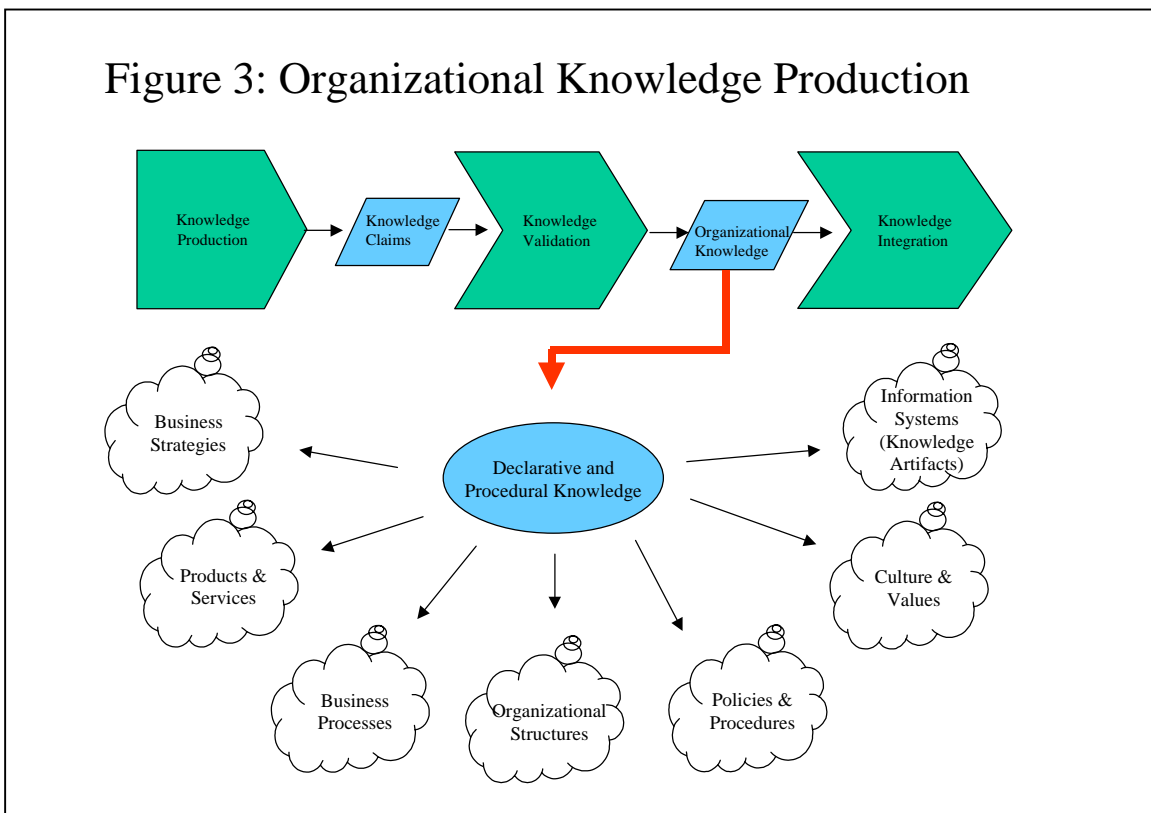 Figure 3: Organizational Knowledge Production
Knowledge
Production
Knowledge
Claims
Knowledge
Validation
Organizational
Knowledge
Knowledge
Integration
Business
Strategies
Information
Systems
(Knowledge
Artifacts)
Declarative and
Procedural Knowledge
Products &
Services
Culture &
Values
Business
Processes
Organizational
Structures
Policies &
Procedures